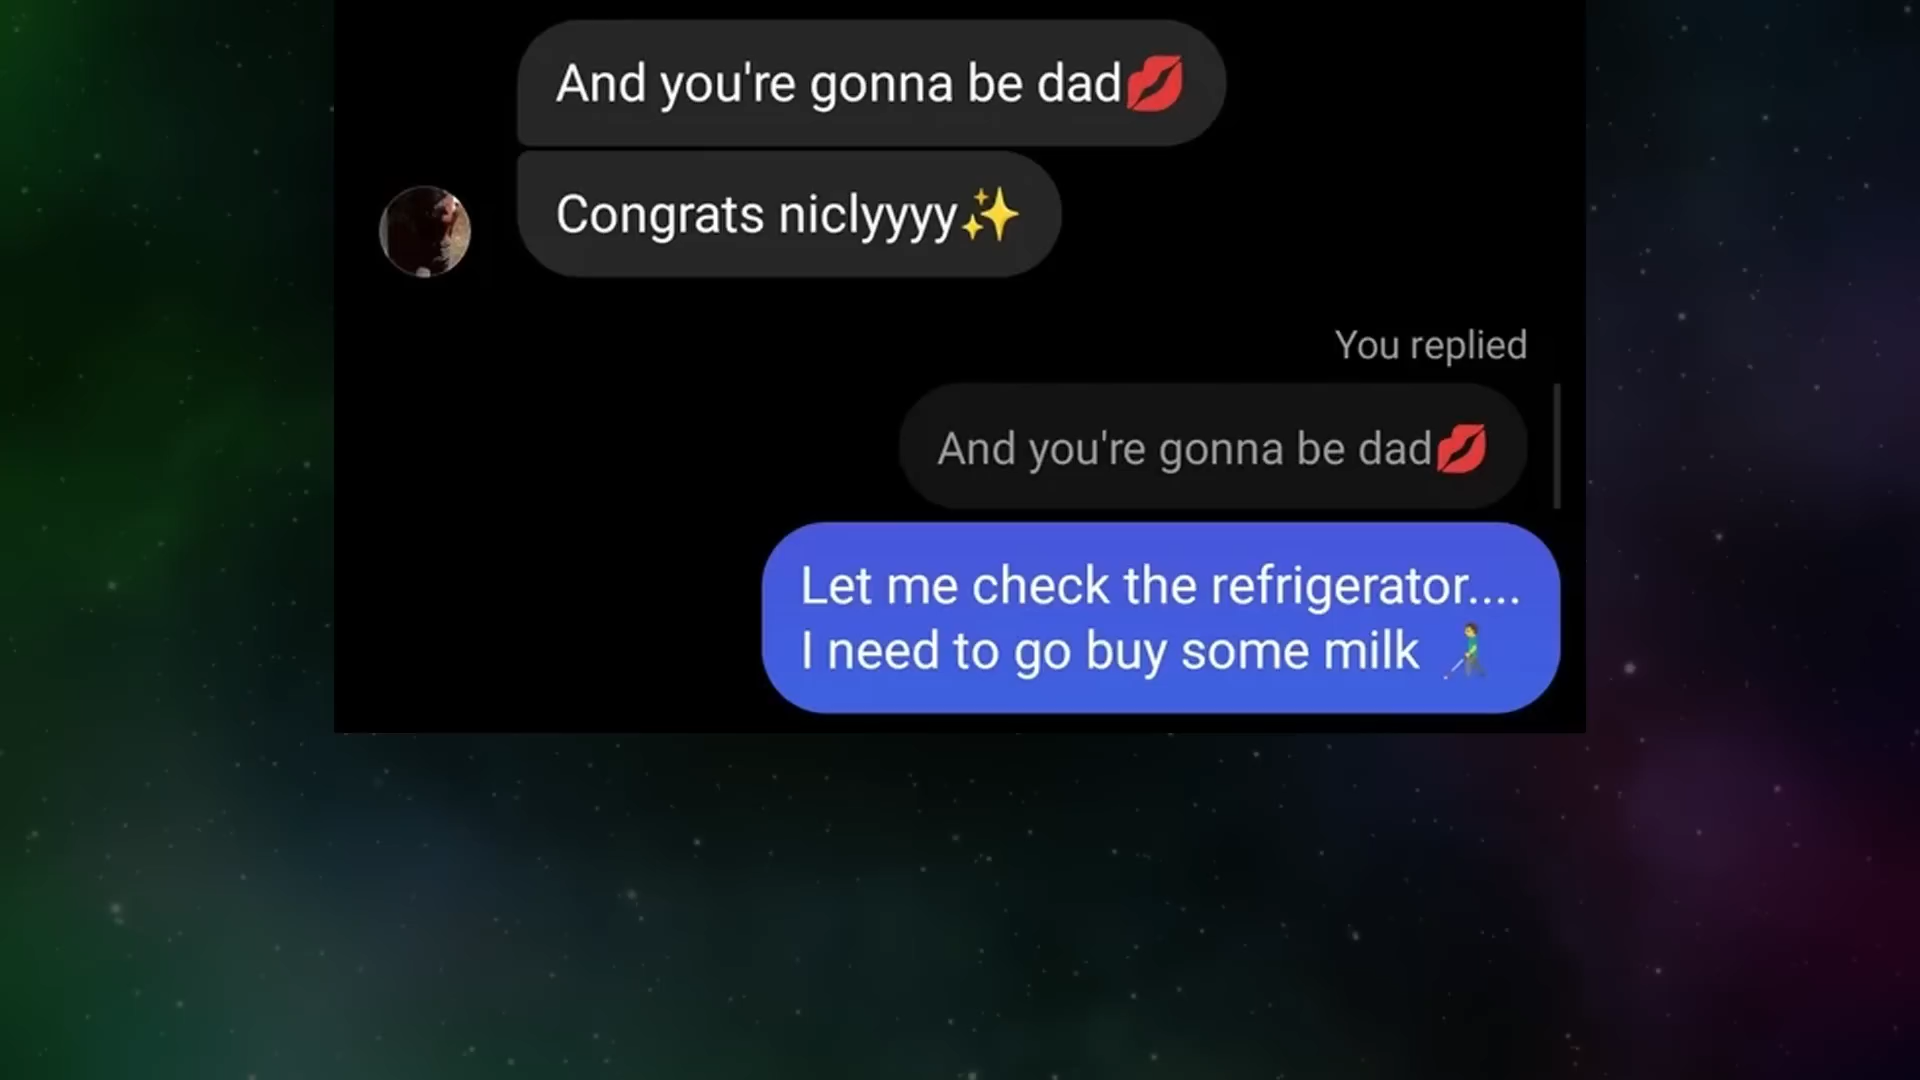 And you're gonna be dad💋
Congrats niclyyyy✨
You replied
And you're gonna be dad💋
Let me check the refrigerator....
I need to go buy some milk 👨‍🦯